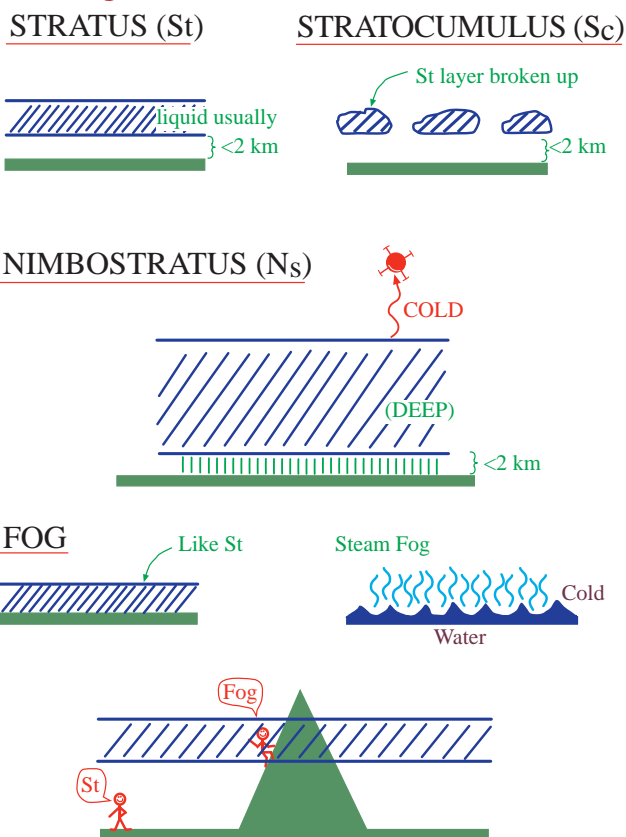 STRATUS (St)
STRATOCUMULUS (Sc)
St layer broken up
liquid usually
<2 km
<2 km
NIMBOSTRATUS (Ns)
COLD
(DEEP)
<2 km
FOG
Like St
Steam Fog
Cold
Water
Fog
St